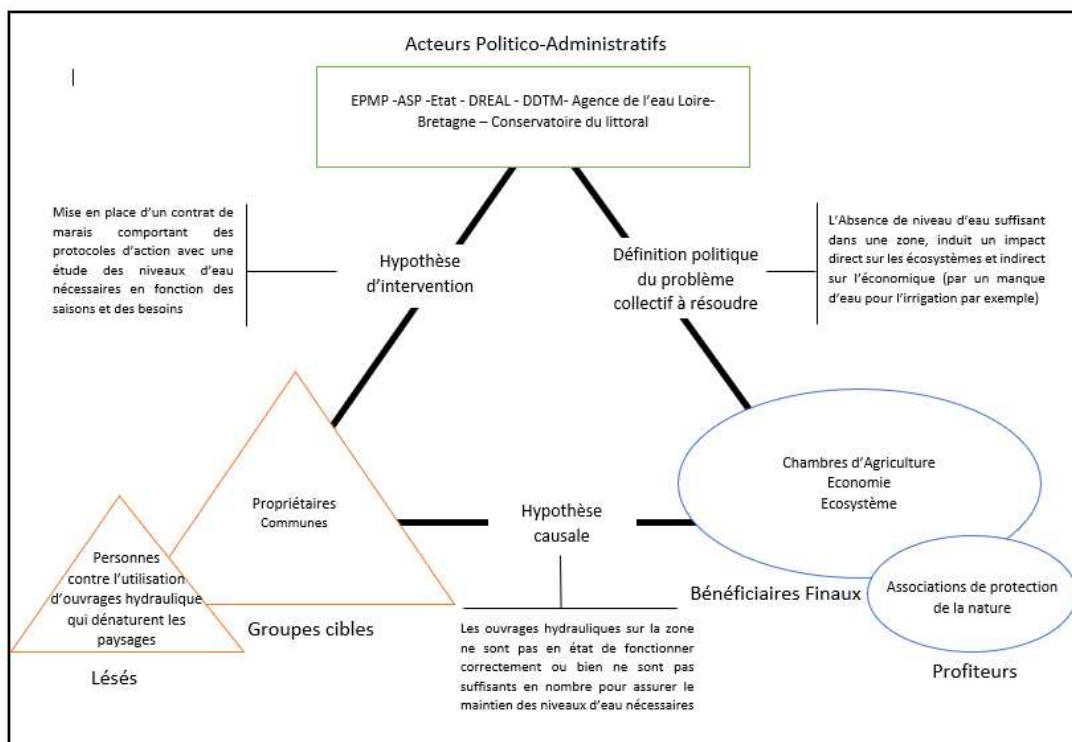 Acteurs Politico-Administratifs
EPMP -ASP -Etat - DREAL - DDTM- Agence de l'eau Loire-
Bretagne – Conservatoire du littoral
Mise en place d'un contrat de
marais comportant des
protocoles d'action avec une
étude des niveaux d'eau
nécessaires en fonction des
saisons et des besoins
Hypothèse
d'intervention
Définition politique
du problème
collectif à résoudre
L'Absence de niveau d'eau suffisant
dans une zone, induit un impact
direct sur les écosystèmes et indirect
sur l'économique (par un manque
d'eau pour l'irrigation par exemple)
Propriétaires
Communes
Groupes cibles
Personnes
contre l'utilisation
d'ouvrages hydraulique
qui dénaturent les
paysages
Lésés
Hypothèse
causale
Les ouvrages hydrauliques sur la zone
ne sont pas en état de fonctionner
correctement ou bien ne sont pas
suffisants en nombre pour assurer le
maintien des niveaux d'eau nécessaires
Chambres d'Agriculture
Economie
Ecosystème
Bénéficiaires Finaux
Associations de protection
de la nature
Profiteurs